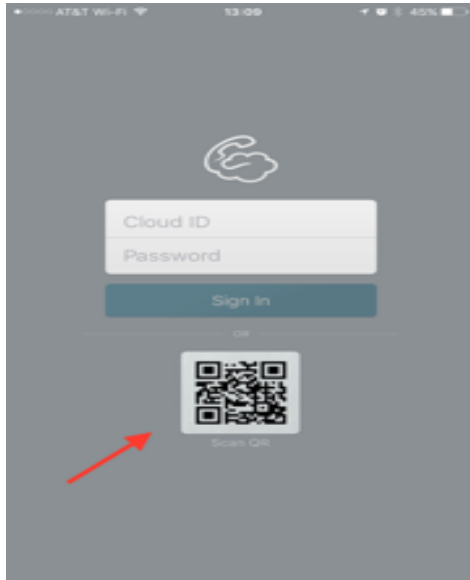 AT&T Wi-Fi 13:09 45%
Cloud ID
Password
Sign In
OR
Scan QR